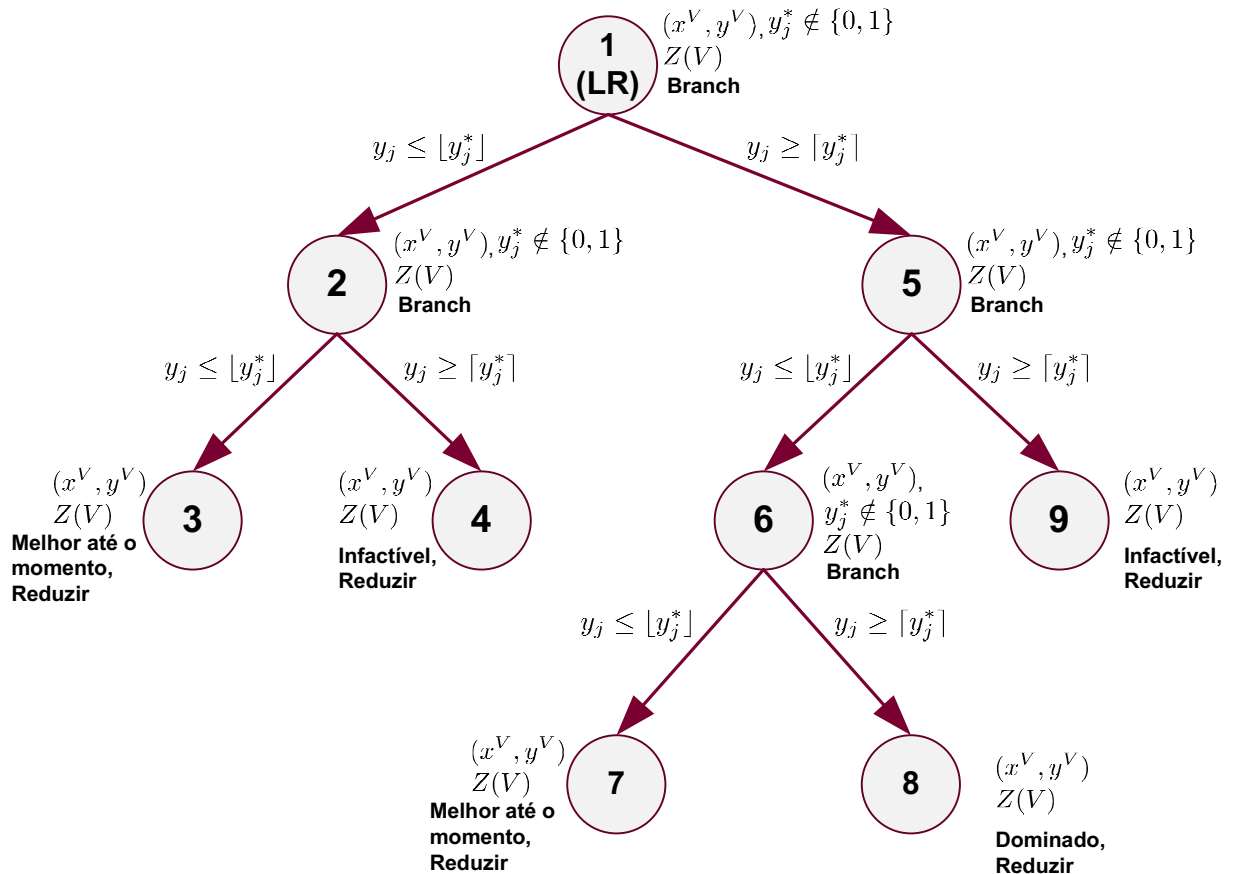 1
(LR)
(x^V, y^V), y_j^* ∉ {0, 1}
Z(V)
Branch
y_j ≤ ⌊y_j^*⌋
y_j ≥ ⌈y_j^*⌉
2
(x^V, y^V), y_j^* ∉ {0, 1}
Z(V)
Branch
5
(x^V, y^V), y_j^* ∉ {0, 1}
Z(V)
Branch
y_j ≤ ⌊y_j^*⌋
y_j ≥ ⌈y_j^*⌉
y_j ≤ ⌊y_j^*⌋
y_j ≥ ⌈y_j^*⌉
(x^V, y^V)
Z(V)
Melhor até o
momento,
Reduzir
3
(x^V, y^V)
Z(V)
Infactível,
Reduzir
4
6
(x^V, y^V),
y_j^* ∉ {0, 1}
Z(V)
Branch
9
(x^V, y^V)
Z(V)
Infactível,
Reduzir
y_j ≤ ⌊y_j^*⌋
y_j ≥ ⌈y_j^*⌉
(x^V, y^V)
Z(V)
Melhor até o
momento,
Reduzir
7
8
(x^V, y^V)
Z(V)
Dominado,
Reduzir